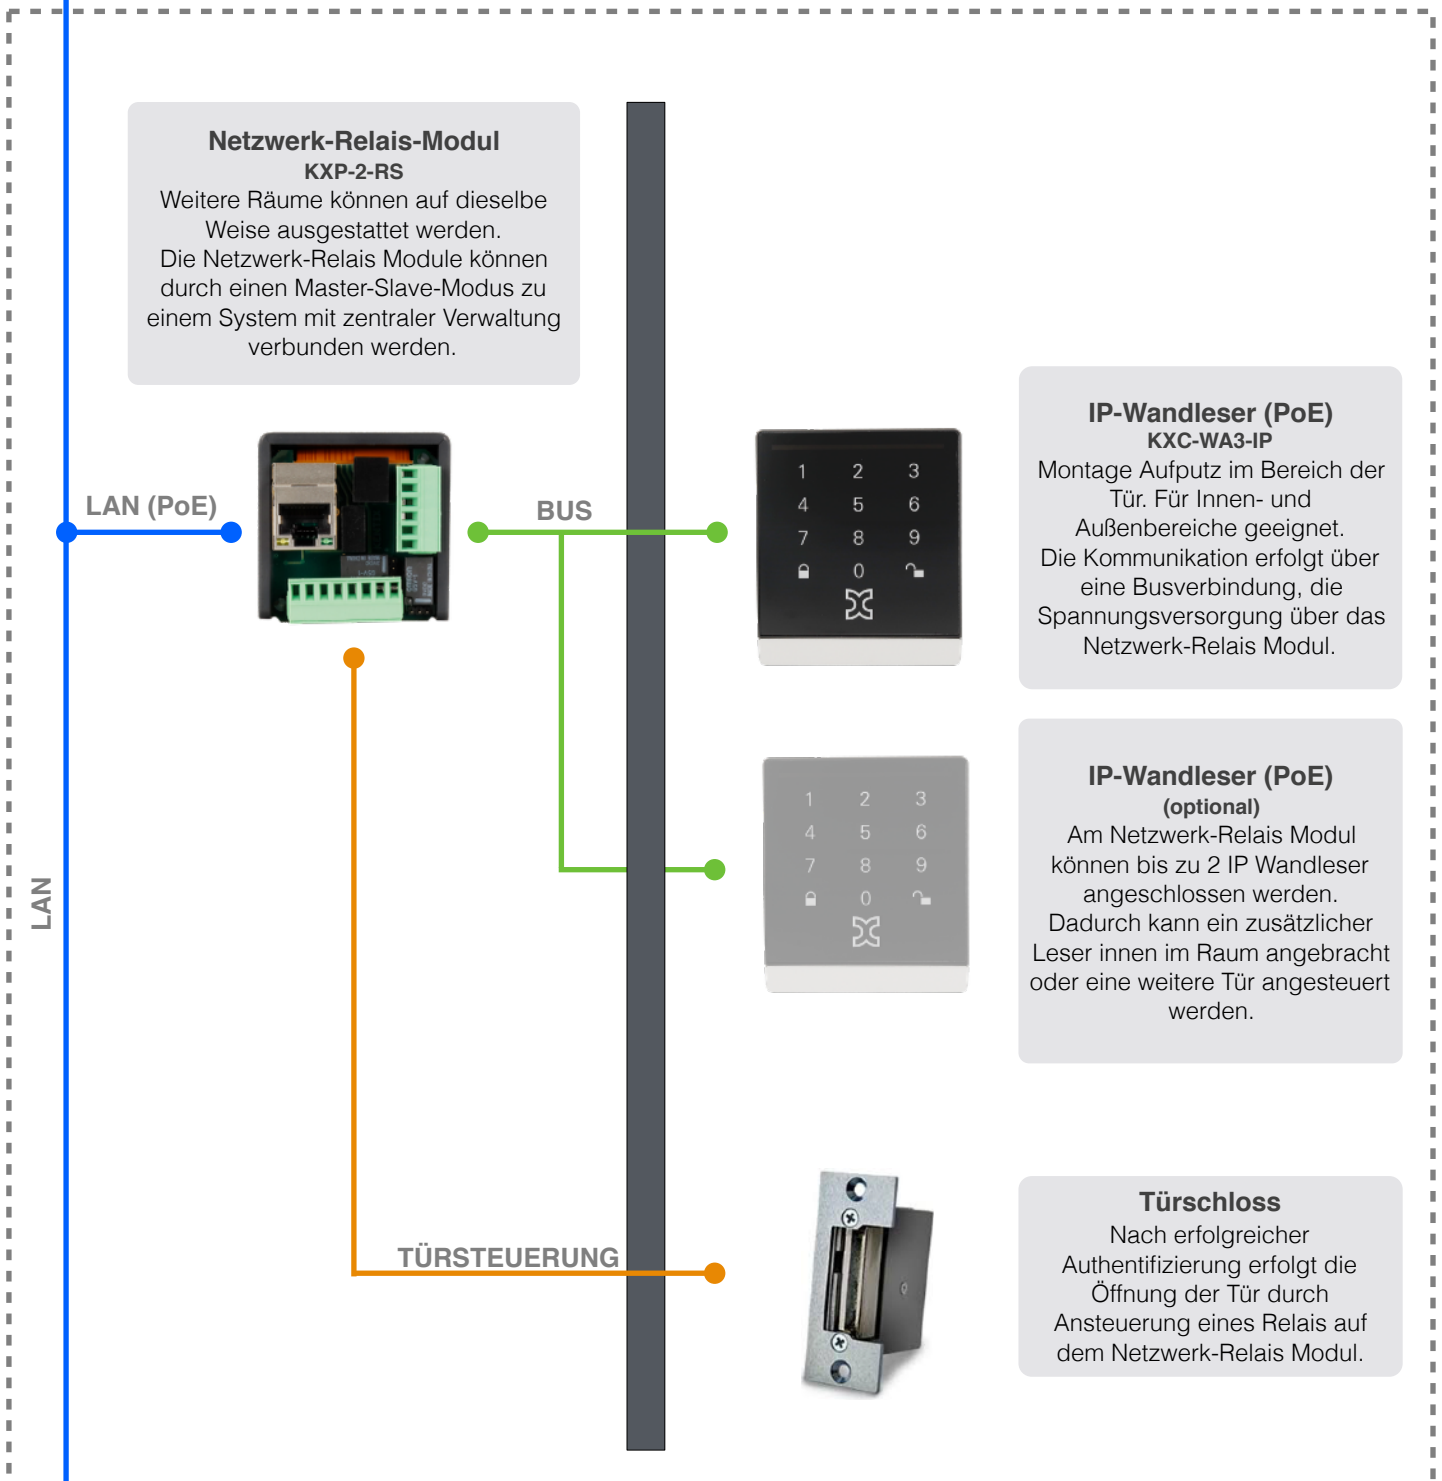 Netzwerk-Relais-Modul
KXP-2-RS
Weitere Räume können auf dieselbe
Weise ausgestattet werden.
Die Netzwerk-Relais Module können
durch einen Master-Slave-Modus zu
einem System mit zentraler Verwaltung
verbunden werden.
LAN (PoE)
BUS
1 2 3
4 5 6
7 8 9
0
IP-Wandleser (PoE)
KXC-WA3-IP
Montage Aufputz im Bereich der
Tür. Für Innen- und
Außenbereiche geeignet.
Die Kommunikation erfolgt über
eine Busverbindung, die
Spannungsversorgung über das
Netzwerk-Relais Modul.
1 2 3
4 5 6
7 8 9
0
IP-Wandleser (PoE)
(optional)
Am Netzwerk-Relais Modul
können bis zu 2 IP Wandleser
angeschlossen werden.
Dadurch kann ein zusätzlicher
Leser innen im Raum angebracht
oder eine weitere Tür angesteuert
werden.
LAN
TÜRSTEUERUNG
Türschloss
Nach erfolgreicher
Authentifizierung erfolgt die
Öffnung der Tür durch
Ansteuerung eines Relais auf
dem Netzwerk-Relais Modul.